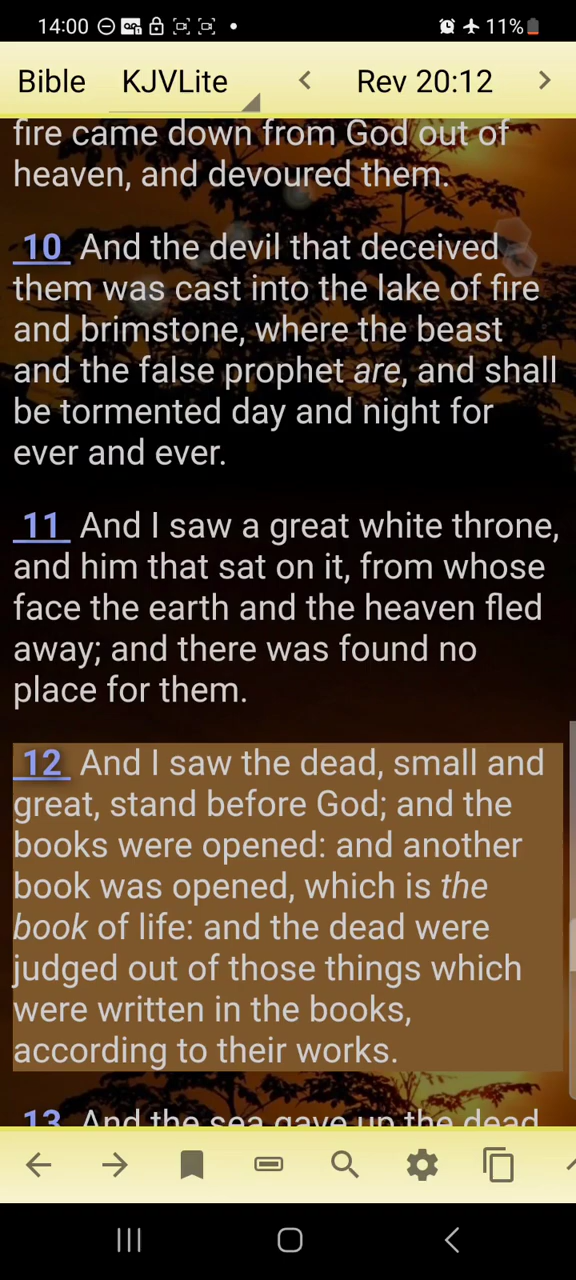 14:00 11%
Bible KJVLite Rev 20:12
fire came down from God out of
heaven, and devoured them.
10 And the devil that deceived
them was cast into the lake of fire
and brimstone, where the beast
and the false prophet are, and shall
be tormented day and night for
ever and ever.
11 And I saw a great white throne,
and him that sat on it, from whose
face the earth and the heaven fled
away; and there was found no
place for them.
12 And I saw the dead, small and
great, stand before God; and the
books were opened: and another
book was opened, which is the
book of life: and the dead were
judged out of those things which
were written in the books,
according to their works.
13 And the sea gave up the dead